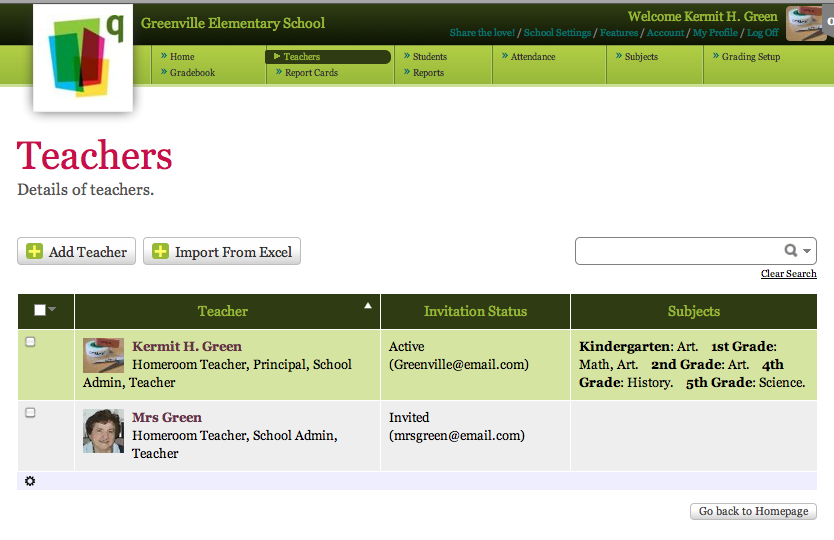 q
Greenville Elementary School
Welcome Kermit H. Green
Share the love! / School Settings / Features / Account / My Profile / Log Off
» Home
» Teachers
» Students
» Attendance
» Subjects
» Grading Setup
» Gradebook
» Report Cards
» Reports
Teachers
Details of teachers.
Add Teacher
Import From Excel
Clear Search
Teacher
Invitation Status
Subjects
Kermit H. Green
Homeroom Teacher, Principal, School
Admin, Teacher
Active
(Greenville@email.com)
Kindergarten: Art. 1st Grade:
Math, Art. 2nd Grade: Art. 4th
Grade: History. 5th Grade: Science.
Mrs Green
Homeroom Teacher, School Admin,
Teacher
Invited
(mrsgreen@email.com)
Go back to Homepage